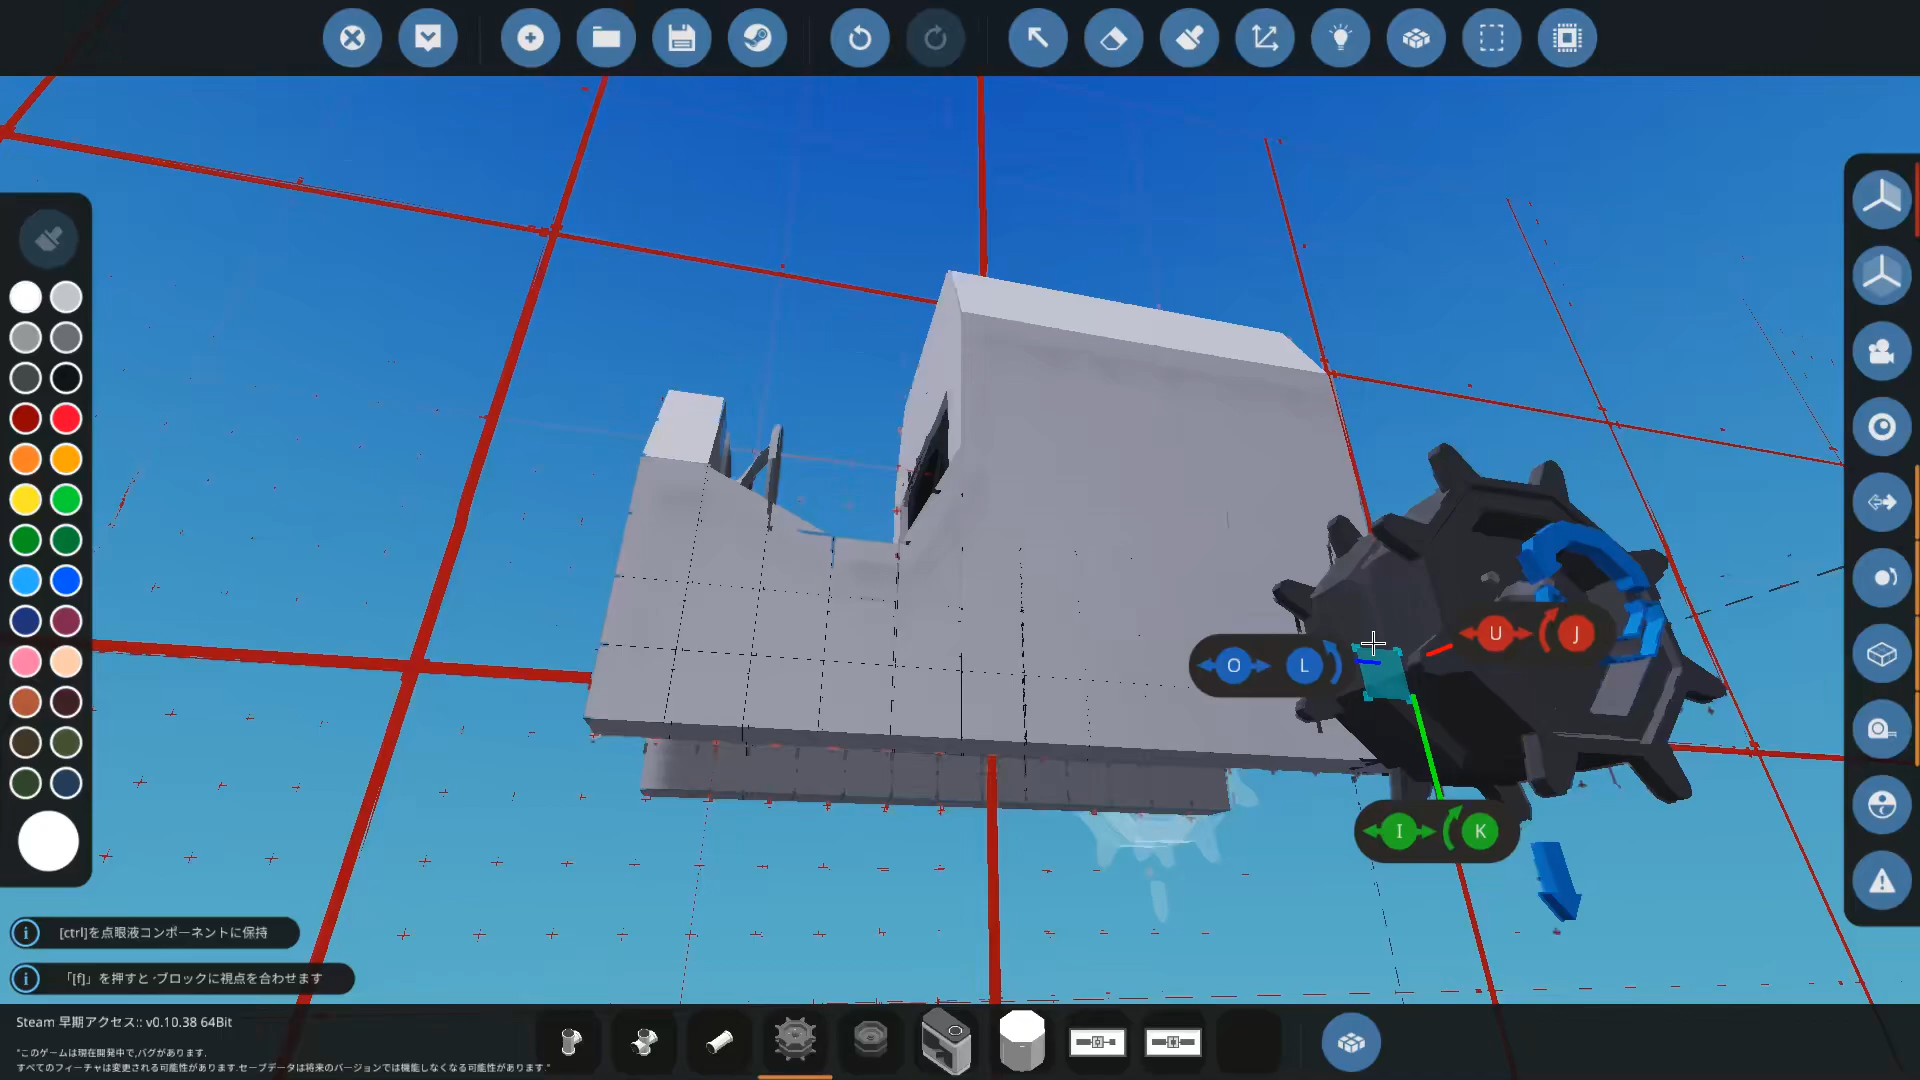 U
J
O
L
I
K
[ctrl]を点眼液コンポーネントに保持
「[f]」を押すと -ブロックに視点を合わせます
Steam 早期アクセス:: v0.10.38 64Bit
"このゲームは現在開発中で,バグがあります.
すべてのフィーチャは変更される可能性があります.セーブデータは将来のバージョンでは機能しなくなる可能性があります."